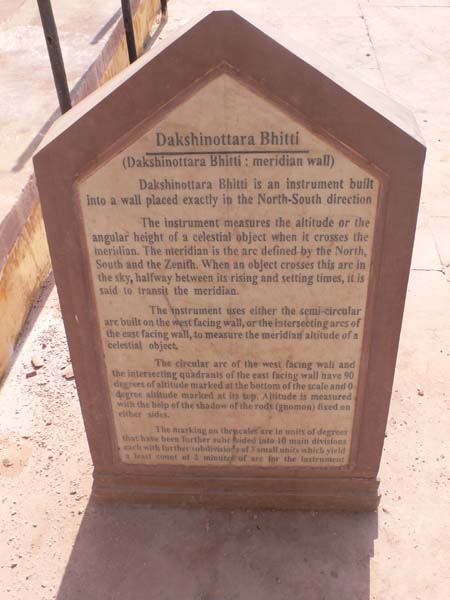 Dakshinottara Bhitti
(Dakshinottara Bhitti : meridian wall)
Dakshinottara Bhitti is an instrument built
into a wall placed exactly in the North-South direction
The instrument measures the altitude or the
angular height of a celestial object when it crosses the
meridian. The meridian is the arc defined by the North,
South and the Zenith. When an object crosses this arc in
the sky, halfway between its rising and setting times, it is
said to transit the meridian.
The instrument uses either the semi-circular
arc built on the west facing wall, or the intersecting arcs of
the east facing wall, to measure the meridian altitude of a
celestial object.
The circular arc of the west facing wall and
the intersecting quadrants of the east facing wall have 90
degrees of altitude marked at the bottom of the scale and 0
degree altitude marked at its top. Altitude is measured
with the help of the shadow of the rods (gnomon) fixed on
either sides.
The marking on the scales are in units of degrees
that have been further sub divided into 10 main divisions
each with further subdivisions of 3 small units which yield
a least count of 2 minutes of arc for the instrument